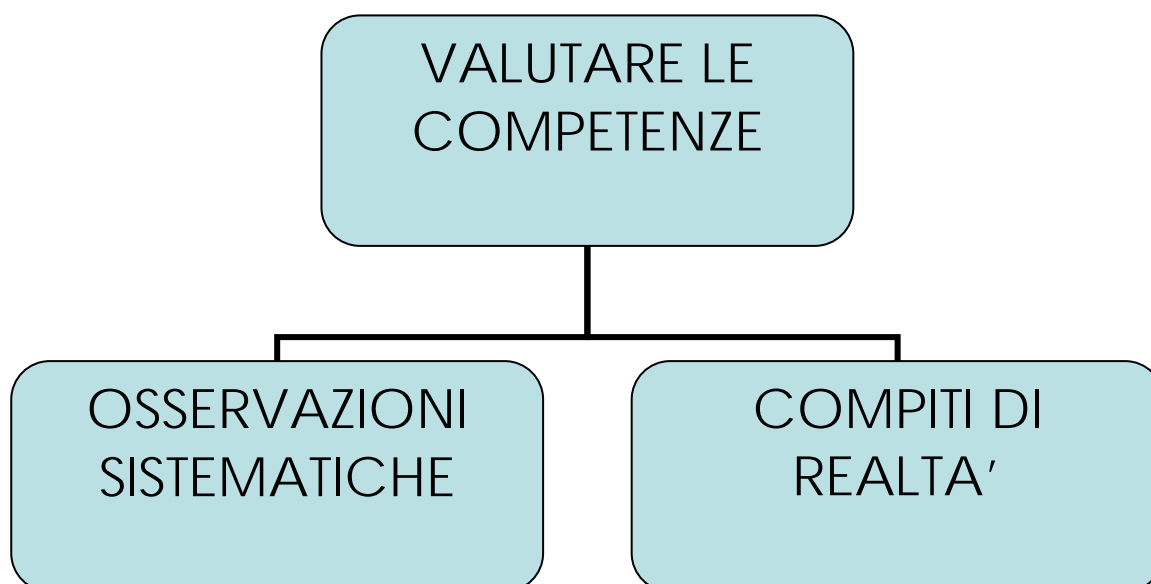 VALUTARE LE
COMPETENZE
OSSERVAZIONI
SISTEMATICHE
COMPITI DI
REALTA'